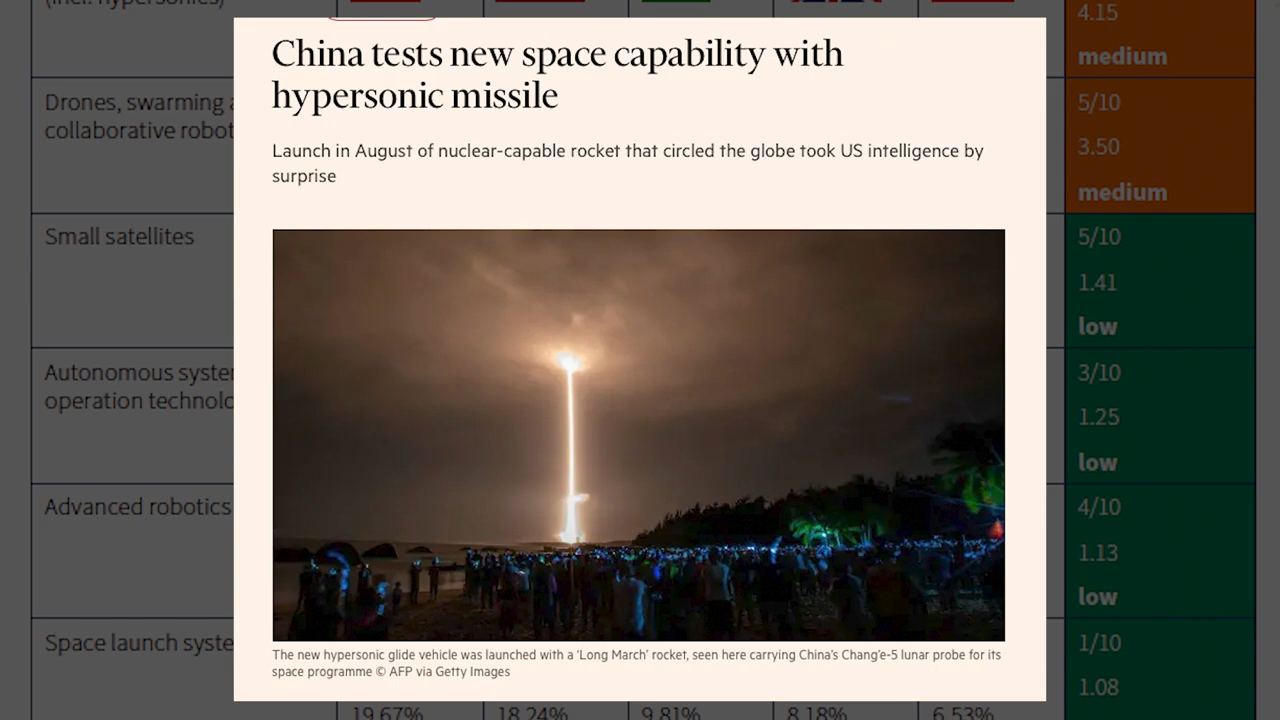 (incl. hypersonics)
4.15
medium
China tests new space capability with
hypersonic missile
Launch in August of nuclear-capable rocket that circled the globe took US intelligence by
surprise
Drones, swarming
collaborative
5/10
3.50
medium
Small satellites
5/10
1.41
low
Autonomous
operation
3/10
1.25
low
Advanced robotics
4/10
1.13
low
Space launch
1/10
1.08
The new hypersonic glide vehicle was launched with a ‘Long March’ rocket, seen here carrying China’s Chang’e-5 lunar probe for its
space programme © AFP via Getty Images
19.67% 18.24% 9.81% 8.18% 6.53%